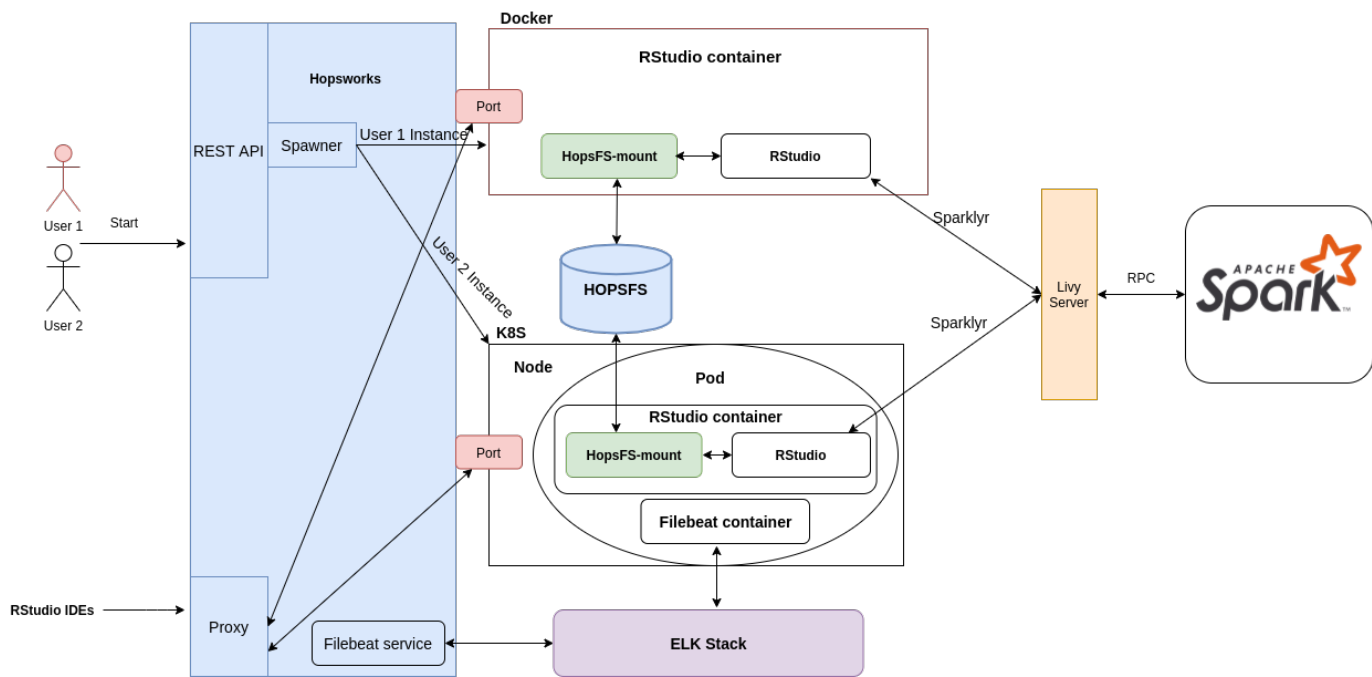 Docker
RStudio container
Hopsworks
Port
User 1 Instance
REST API
Spawner
HopsFS-mount
RStudio
User 1
Start
Sparklyr
User 2 Instance
HOPSFS
User 2
Livy
Server
RPC
APACHE
Spark
TM
Sparklyr
K8S
Node
Pod
RStudio container
Port
HopsFS-mount
RStudio
Filebeat container
RStudio IDEs
Proxy
Filebeat service
ELK Stack